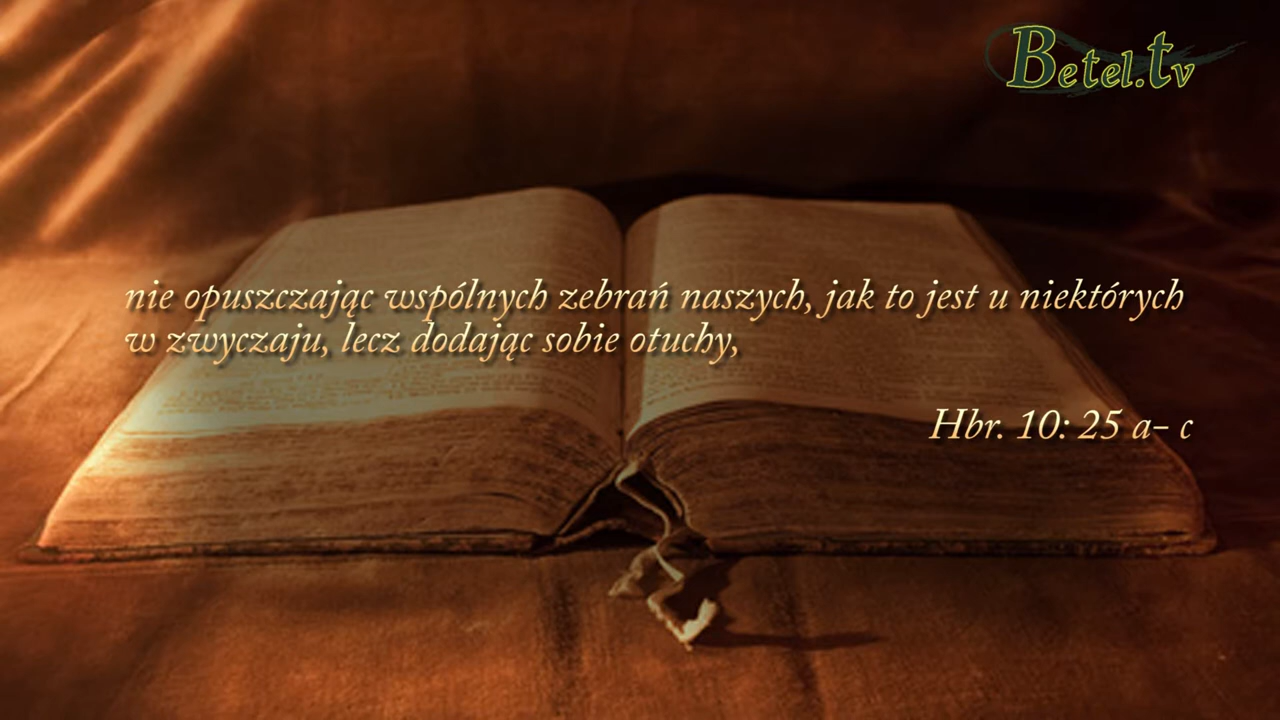 Betel.tv
nie opuszczając wspólnych zebrań naszych, jak to jest u niektórych
w zwyczaju, lecz dodając sobie otuchy,
Hbr. 10: 25 a- c